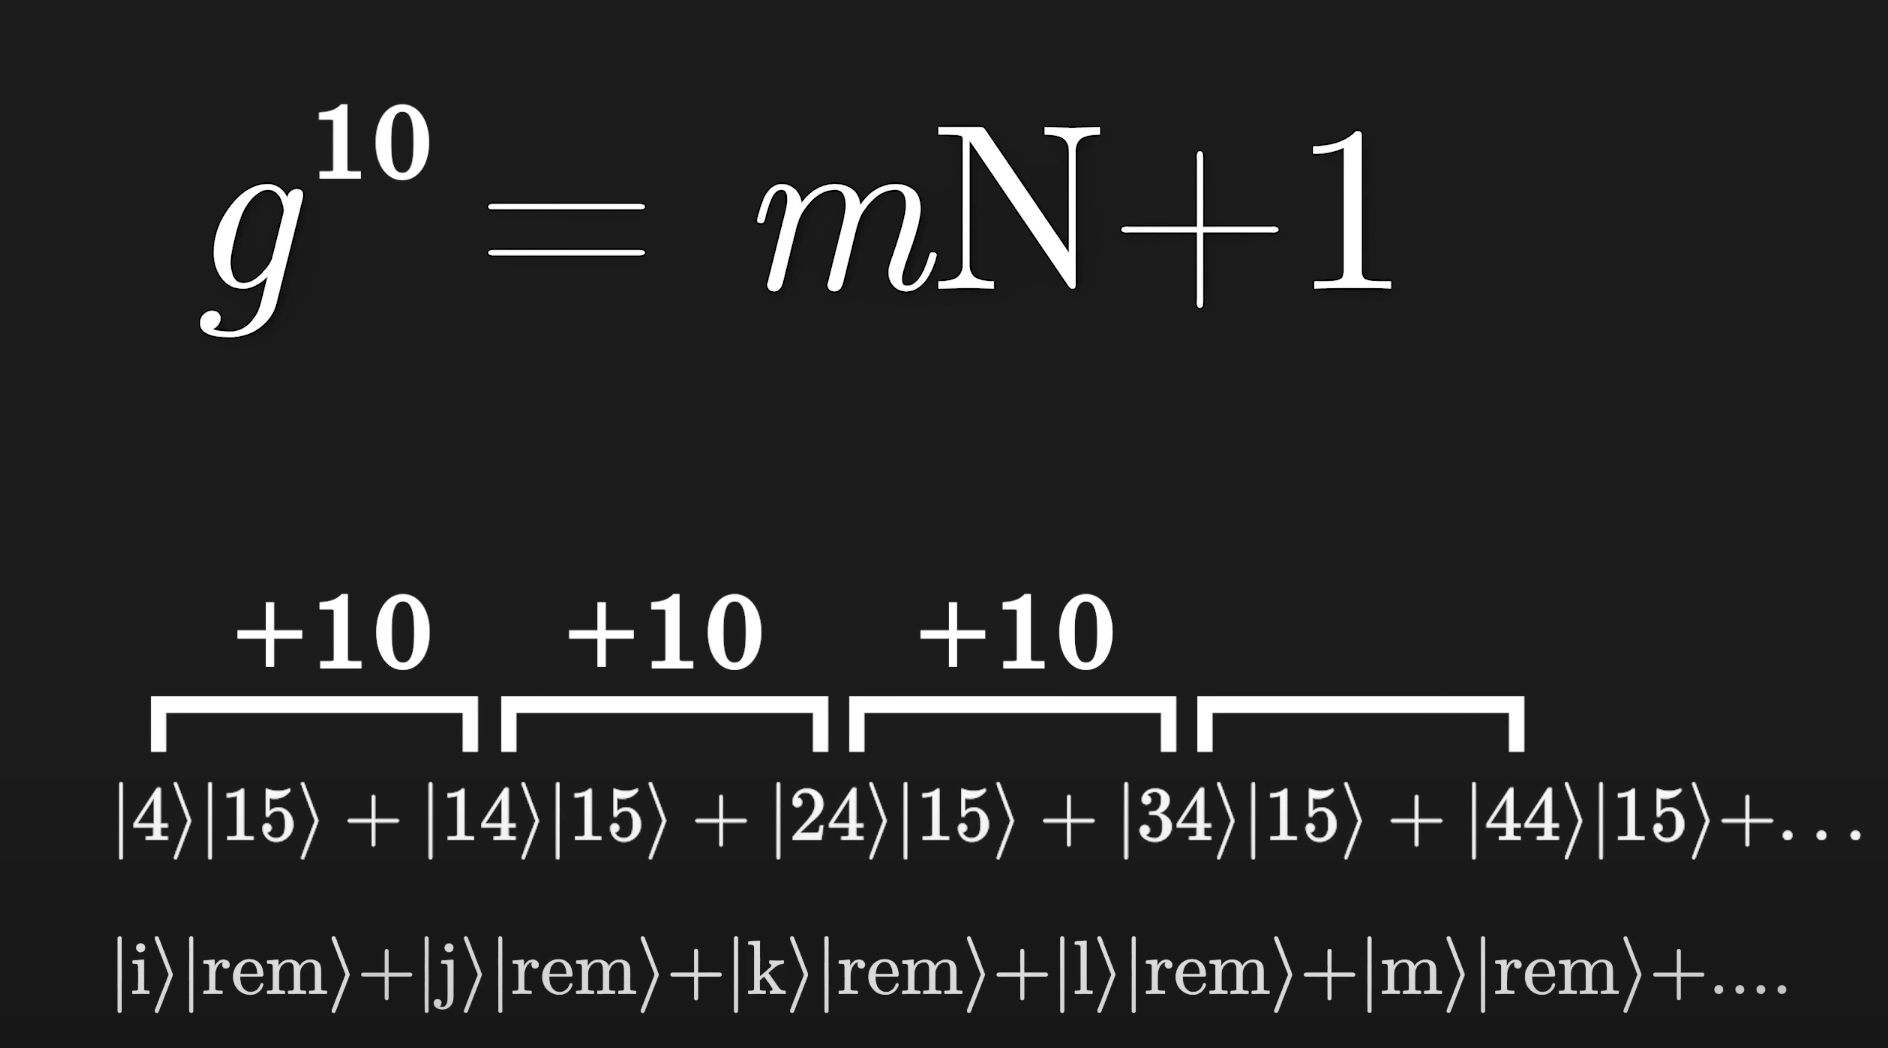 g¹⁰ = mN+1
+10 +10 +10
|4⟩|15⟩ + |14⟩|15⟩ + |24⟩|15⟩ + |34⟩|15⟩ + |44⟩|15⟩+...
|i⟩|rem⟩+|j⟩|rem⟩+|k⟩|rem⟩+|l⟩|rem⟩+|m⟩|rem⟩+....